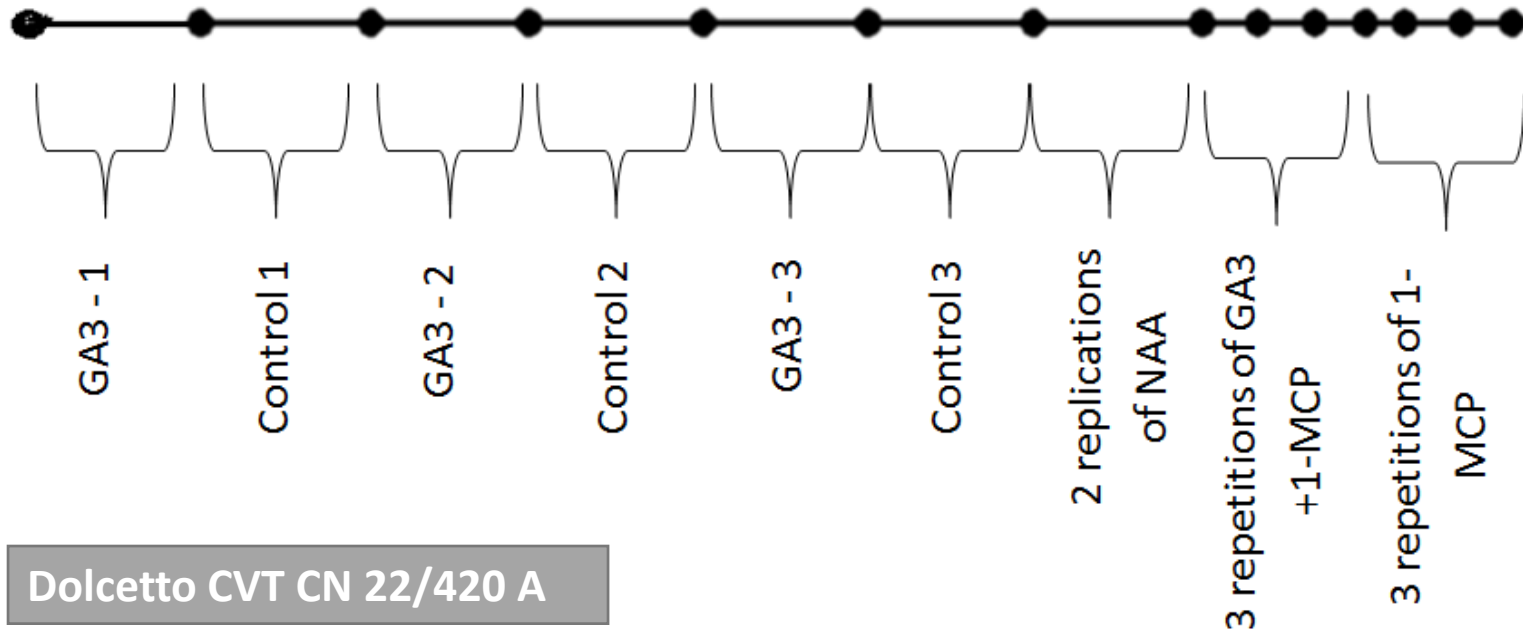 GA3 - 1
Control 1
GA3 - 2
Control 2
GA3 - 3
Control 3
2 replications
of NAA
3 repetitions of GA3
+1-MCP
3 repetitions of 1-
MCP
Dolcetto CVT CN 22/420 A